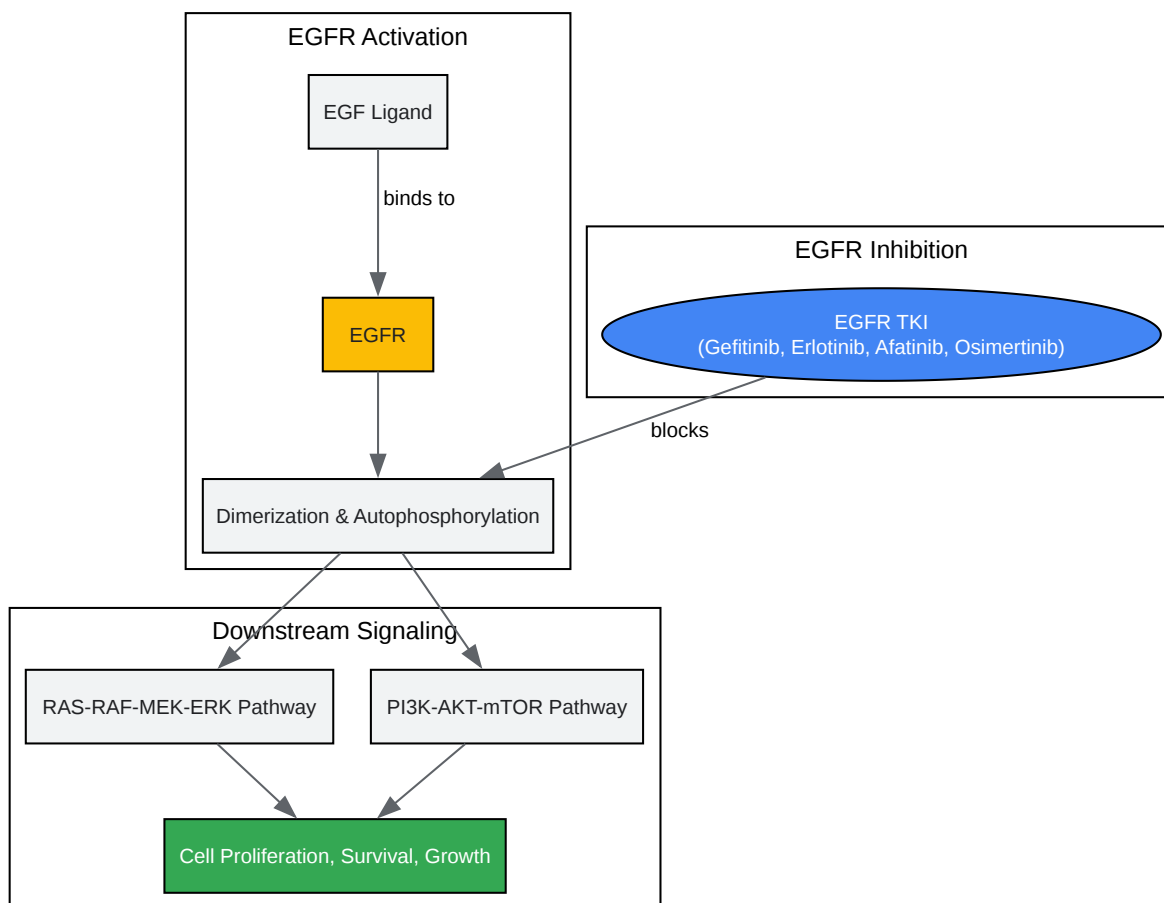 EGFR Activation
EGF Ligand
binds to
EGFR Inhibition
EGFR
EGFR TKI
(Gefitinib, Erlotinib, Afatinib, Osimertinib)
blocks
Dimerization & Autophosphorylation
Downstream Signaling
RAS-RAF-MEK-ERK Pathway
PI3K-AKT-mTOR Pathway
Cell Proliferation, Survival, Growth